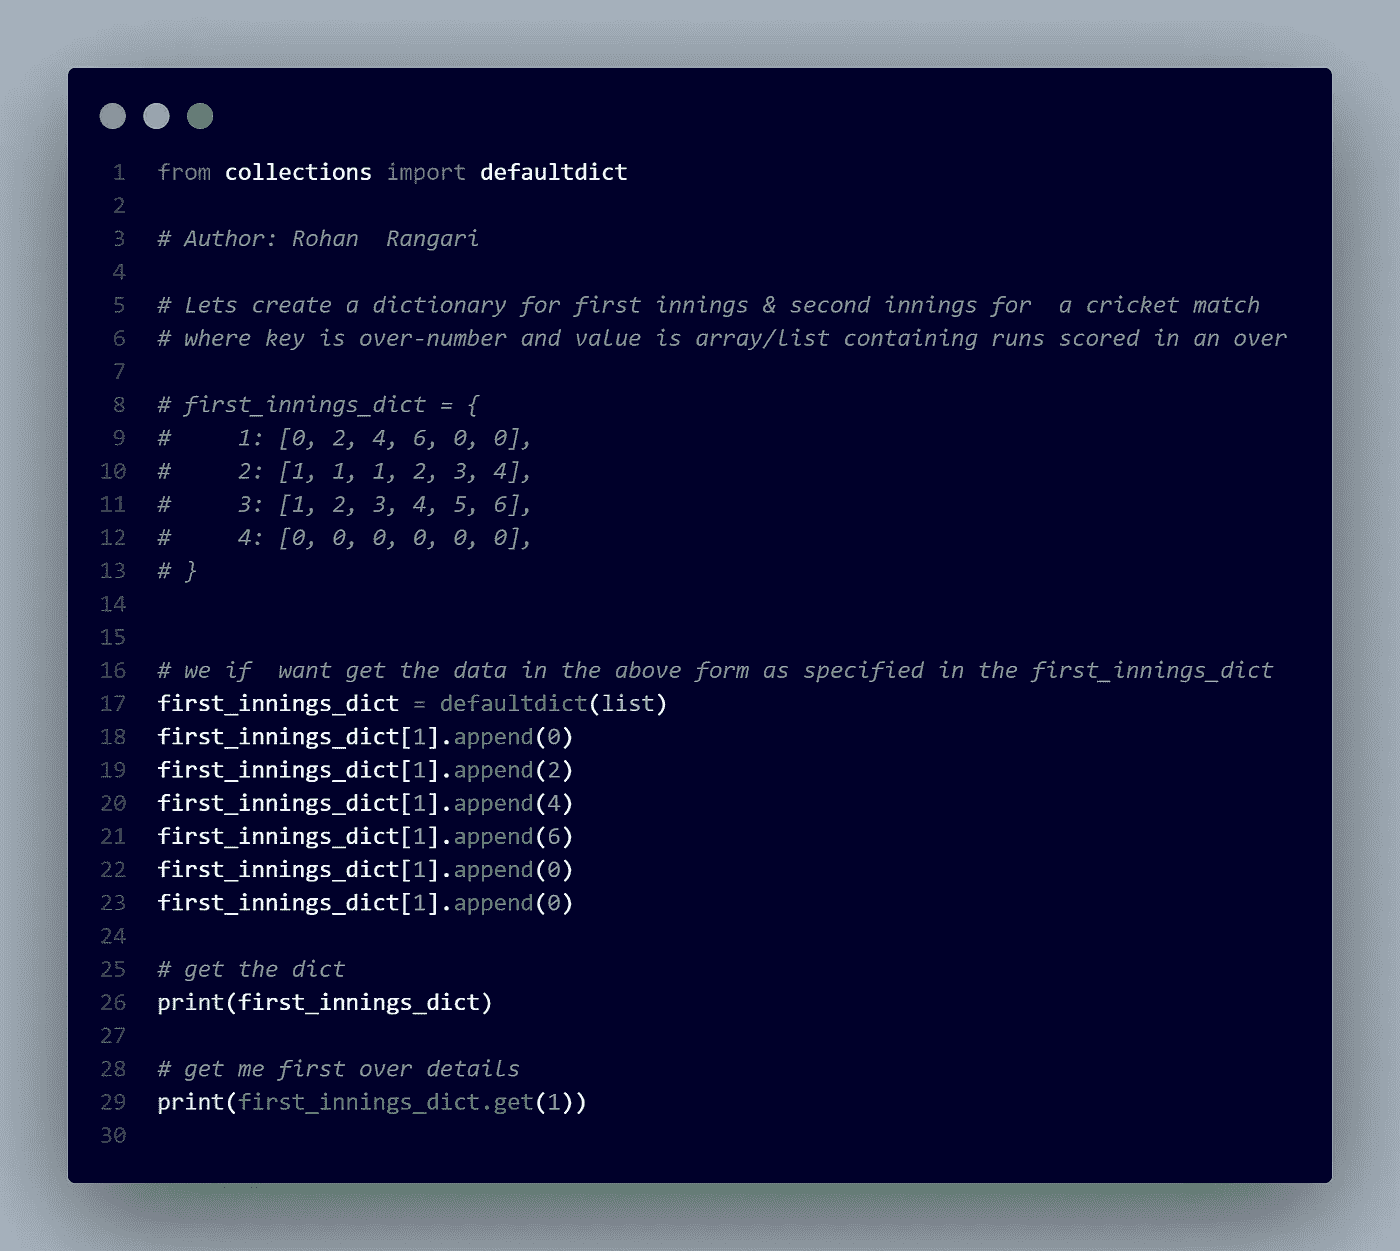 1 from collections import defaultdict
2
3 # Author: Rohan  Rangari
4
5 # Lets create a dictionary for first innings & second innings for  a cricket match
6 # where key is over-number and value is array/list containing runs scored in an over
7
8 # first_innings_dict = {
9 #     1: [0, 2, 4, 6, 0, 0],
10 #     2: [1, 1, 1, 2, 3, 4],
11 #     3: [1, 2, 3, 4, 5, 6],
12 #     4: [0, 0, 0, 0, 0, 0],
13 # }
14
15
16 # we if  want get the data in the above form as specified in the first_innings_dict
17 first_innings_dict = defaultdict(list)
18 first_innings_dict[1].append(0)
19 first_innings_dict[1].append(2)
20 first_innings_dict[1].append(4)
21 first_innings_dict[1].append(6)
22 first_innings_dict[1].append(0)
23 first_innings_dict[1].append(0)
24
25 # get the dict
26 print(first_innings_dict)
27
28 # get me first over details
29 print(first_innings_dict.get(1))
30